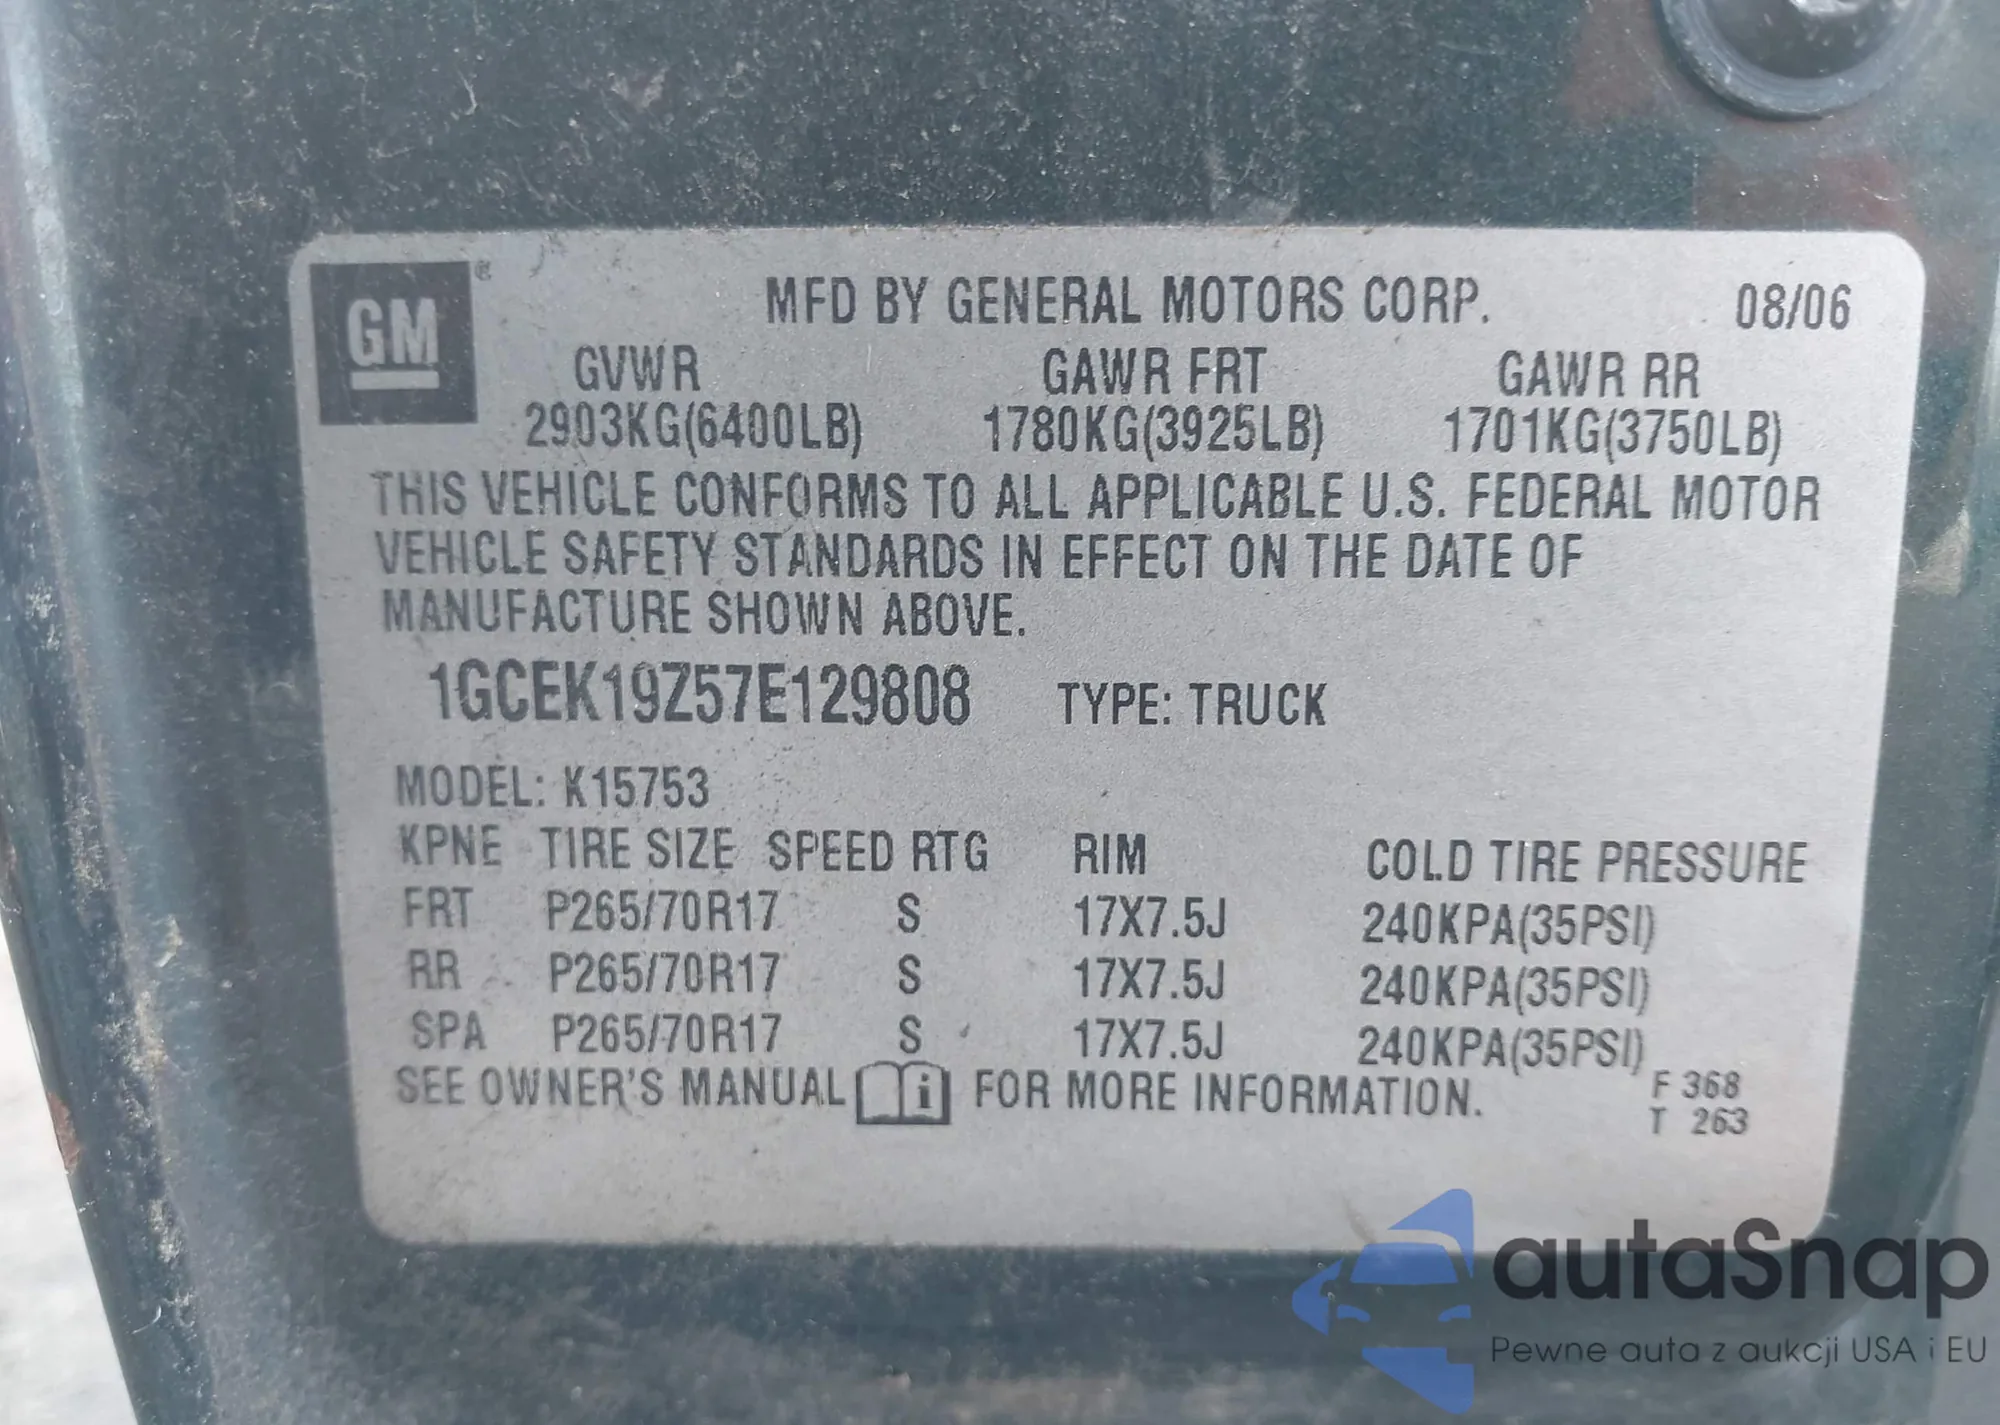 GM ®
MFD BY GENERAL MOTORS CORP. 08/06
GVWR GAWR FRT GAWR RR
2903KG(6400LB) 1780KG(3925LB) 1701KG(3750LB)
THIS VEHICLE CONFORMS TO ALL APPLICABLE U.S. FEDERAL MOTOR
VEHICLE SAFETY STANDARDS IN EFFECT ON THE DATE OF
MANUFACTURE SHOWN ABOVE.
1GCEK19Z57E129808 TYPE: TRUCK
MODEL: K15753
KPNE TIRE SIZE SPEED RTG RIM COLD TIRE PRESSURE
FRT P265/70R17 S 17X7.5J 240KPA(35PSI)
RR P265/70R17 S 17X7.5J 240KPA(35PSI)
SPA P265/70R17 S 17X7.5J 240KPA(35PSI)
SEE OWNER'S MANUAL i FOR MORE INFORMATION.
F 368
T 263
autaSnap
Pewne auta z aukcji USA i EU